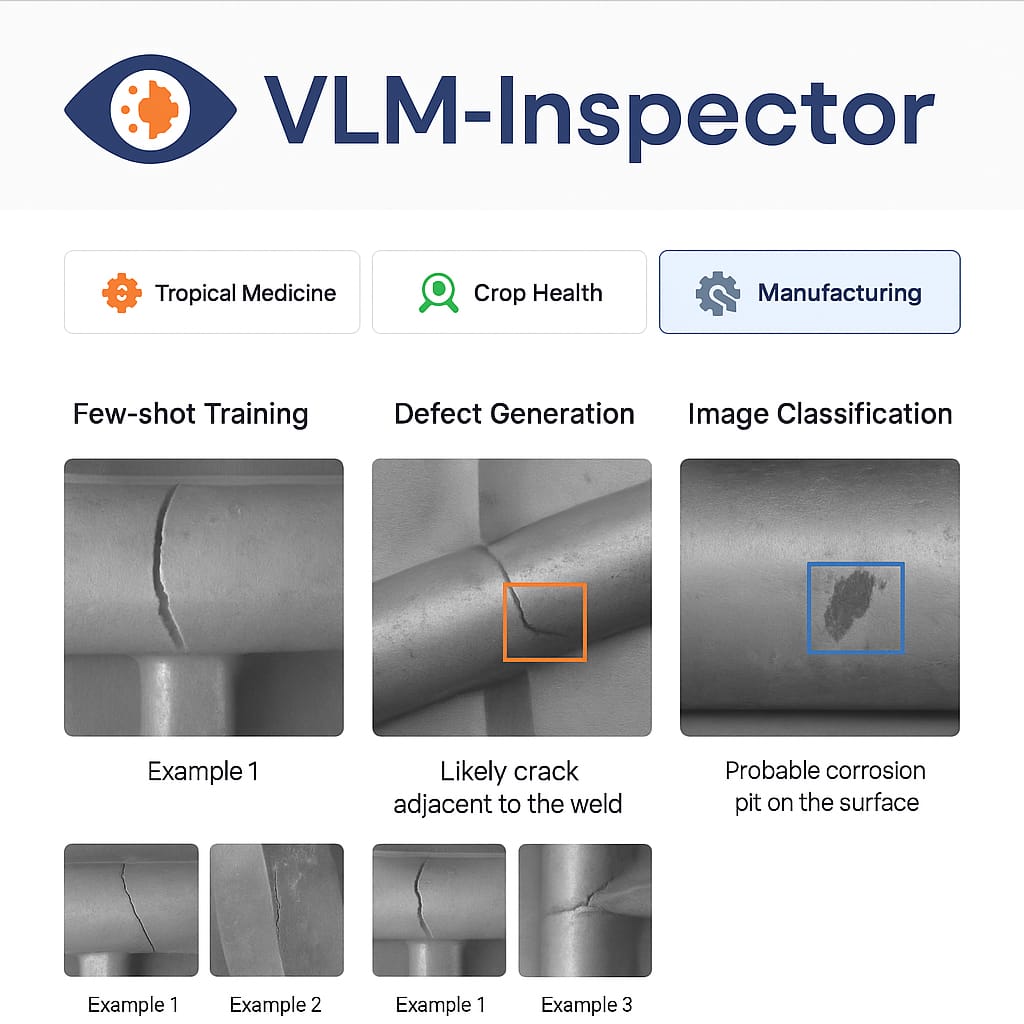 VLM-Inspector
Tropical Medicine
Crop Health
Manufacturing
Few-shot Training
Defect Generation
Image Classification
Example 1
Likely crack
adjacent to the weld
Probable corrosion
pit on the surface
Example 1
Example 2
Example 1
Example 3